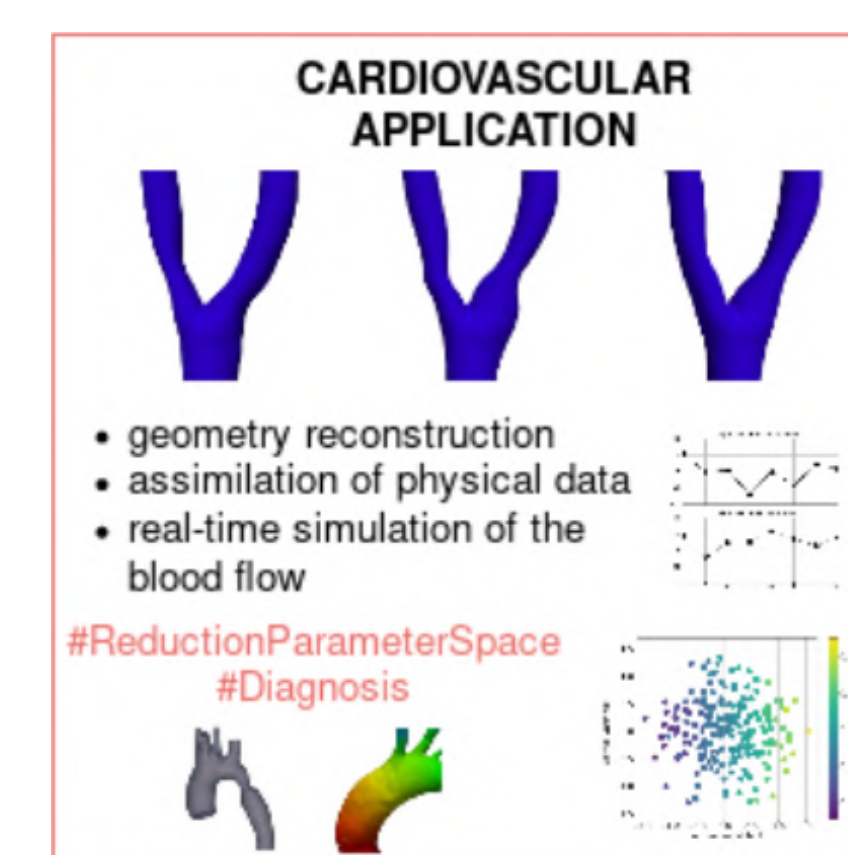 CARDIOVASCULAR
APPLICATION
• geometry reconstruction
• assimilation of physical data
• real-time simulation of the
blood flow
#ReductionParameterSpace
#Diagnosis